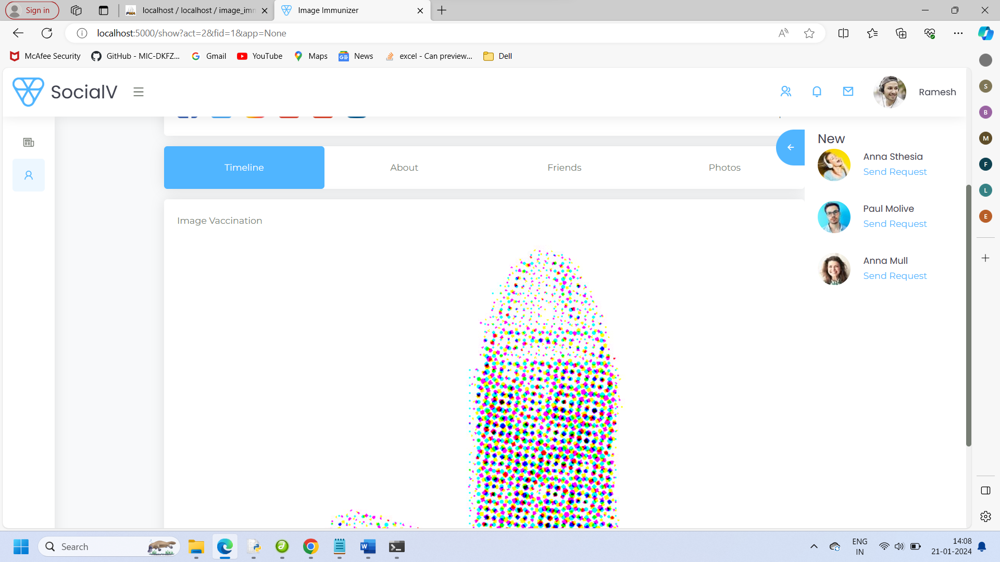 Sign in
localhost / localhost / image_imm
Image Immunizer
localhost:5000/show?act=2&fid=1&app=None
McAfee Security
GitHub - MIC-DKFZ...
Gmail
YouTube
Maps
News
excel - Can preview...
Dell
SocialV
Ramesh
New
Anna Sthesia
Send Request
Paul Molive
Send Request
Anna Mull
Send Request
Timeline
About
Friends
Photos
Image Vaccination
S
B
M
F
L
E
Search
ENG
IN
14:08
21-01-2024